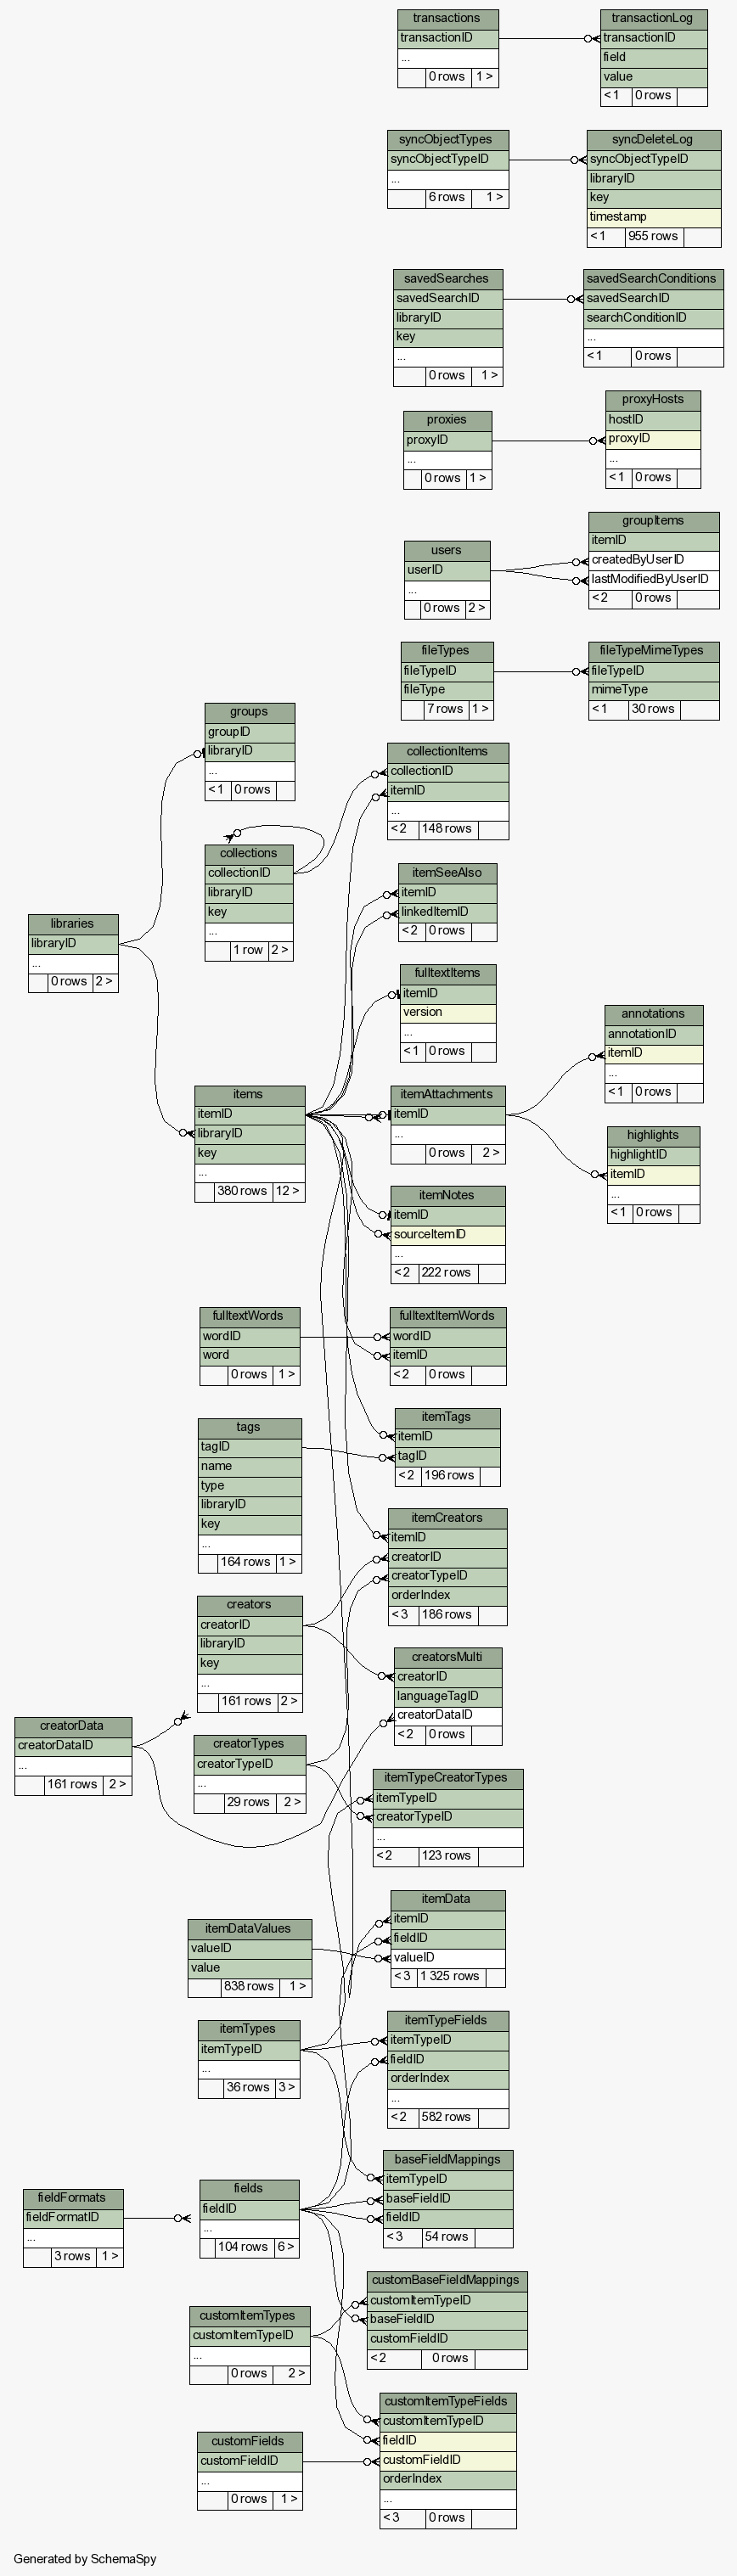 transactions
transactionID
...
0 rows 1 >
transactionLog
transactionID
field
value
< 1 0 rows
syncObjectTypes
syncObjectTypeID
...
6 rows 1 >
syncDeleteLog
syncObjectTypeID
libraryID
key
timestamp
< 1 955 rows
savedSearches
savedSearchID
libraryID
key
...
0 rows 1 >
savedSearchConditions
savedSearchID
searchConditionID
...
< 1 0 rows
proxies
proxyID
...
0 rows 1 >
proxyHosts
hostID
proxyID
...
< 1 0 rows
users
userID
...
0 rows 2 >
groupItems
itemID
createdByUserID
lastModifiedByUserID
< 2 0 rows
fileTypes
fileTypeID
fileType
7 rows 1 >
fileTypeMimeTypes
fileTypeID
mimeType
< 1 30 rows
groups
groupID
libraryID
...
< 1 0 rows
collectionItems
collectionID
itemID
...
< 2 148 rows
collections
collectionID
libraryID
key
...
1 row 2 >
itemSeeAlso
itemID
linkedItemID
< 2 0 rows
libraries
libraryID
...
0 rows 2 >
fulltextItems
itemID
version
...
< 1 0 rows
annotations
annotationID
itemID
...
< 1 0 rows
items
itemID
libraryID
key
...
380 rows 12 >
itemAttachments
itemID
...
0 rows 2 >
highlights
highlightID
itemID
...
< 1 0 rows
itemNotes
itemID
sourceItemID
...
< 2 222 rows
fulltextWords
wordID
word
0 rows 1 >
fulltextItemWords
wordID
itemID
< 2 0 rows
tags
tagID
name
type
libraryID
key
...
164 rows 1 >
itemTags
itemID
tagID
< 2 196 rows
itemCreators
itemID
creatorID
creatorTypeID
orderIndex
< 3 186 rows
creators
creatorID
libraryID
key
...
161 rows 2 >
creatorsMulti
creatorID
languageTagID
creatorDataID
< 2 0 rows
creatorData
creatorDataID
...
161 rows 2 >
creatorTypes
creatorTypeID
...
29 rows 2 >
itemTypeCreatorTypes
itemTypeID
creatorTypeID
...
< 2 123 rows
itemData
itemID
fieldID
valueID
< 3 1 325 rows
itemDataValues
valueID
value
838 rows 1 >
itemTypes
itemTypeID
...
36 rows 3 >
itemTypeFields
itemTypeID
fieldID
orderIndex
...
< 2 582 rows
baseFieldMappings
itemTypeID
baseFieldID
fieldID
< 3 54 rows
fieldFormats
fieldFormatID
...
3 rows 1 >
fields
fieldID
...
104 rows 6 >
customBaseFieldMappings
customItemTypeID
baseFieldID
customFieldID
< 2 0 rows
customItemTypes
customItemTypeID
...
0 rows 2 >
customItemTypeFields
customItemTypeID
fieldID
customFieldID
orderIndex
...
< 3 0 rows
customFields
customFieldID
...
0 rows 1 >
Generated by SchemaSpy